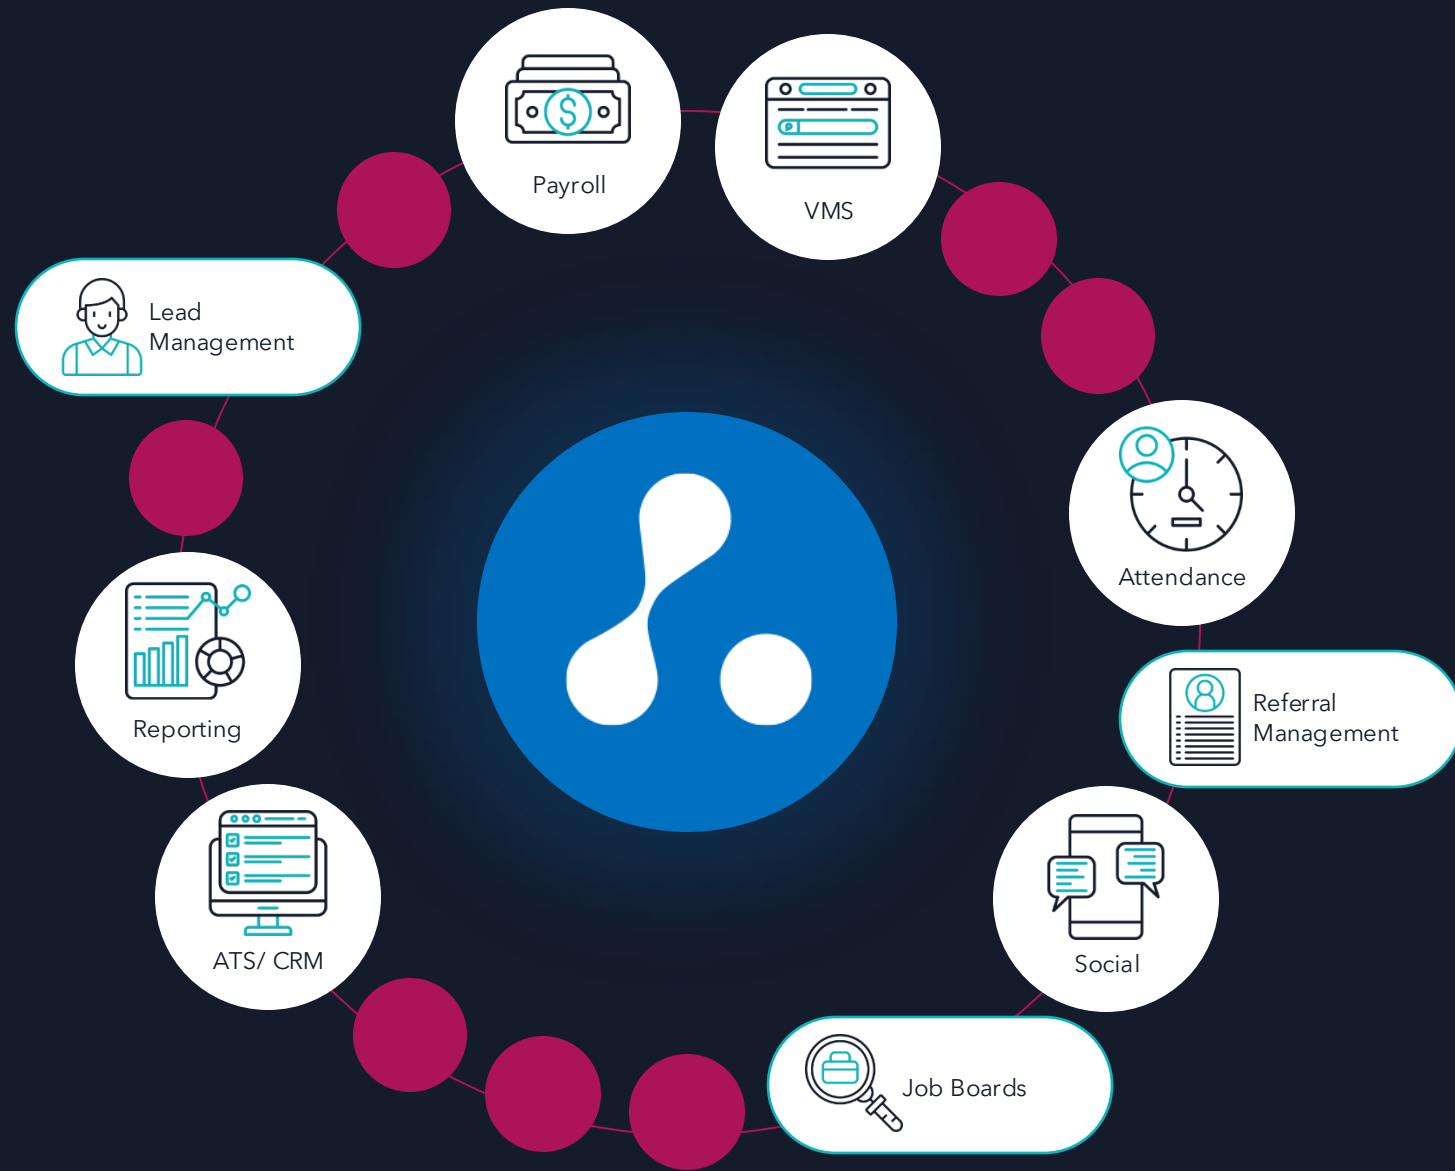 Payroll
VMS
Lead
Management
Attendance
Referral
Management
Reporting
ATS/ CRM
Social
Job Boards